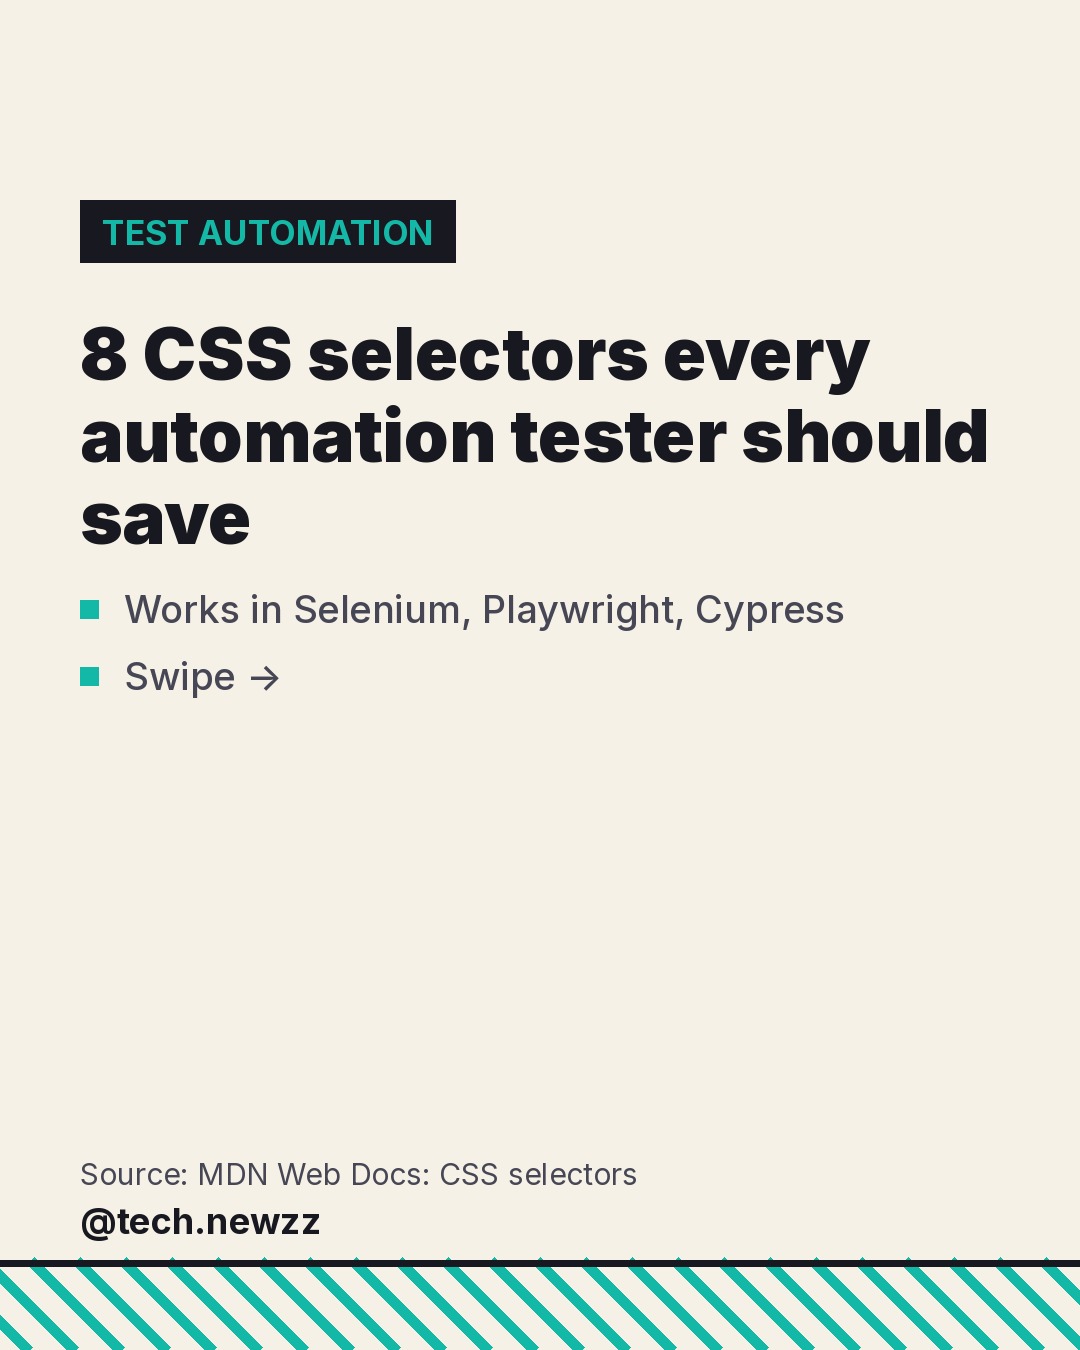 TEST AUTOMATION
8 CSS selectors every
automation tester should
save
Works in Selenium, Playwright, Cypress
Swipe →
Source: MDN Web Docs: CSS selectors
@tech.newzz